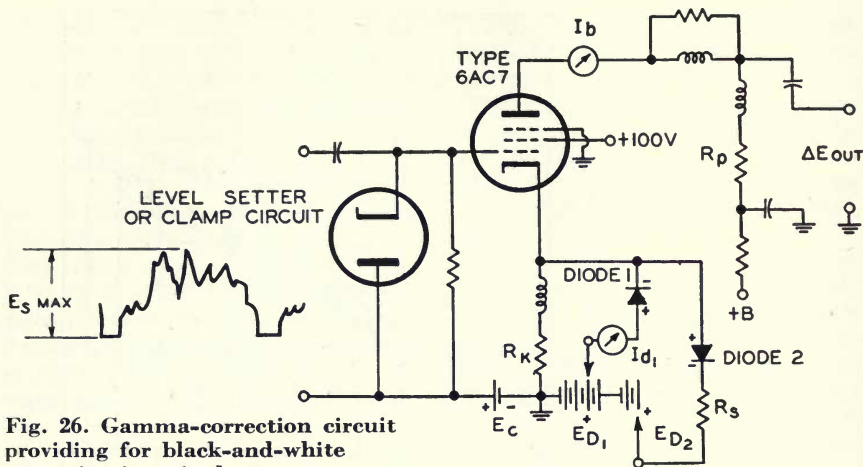 TYPE
6AC7
Ib
+100V
Rp
ΔEOUT
LEVEL SETTER
OR CLAMP CIRCUIT
DIODE 1
ES MAX
+B
RK
Id1
DIODE 2
RS
EC
ED1
ED2
Fig. 26. Gamma-correction circuit
providing for black-and-white